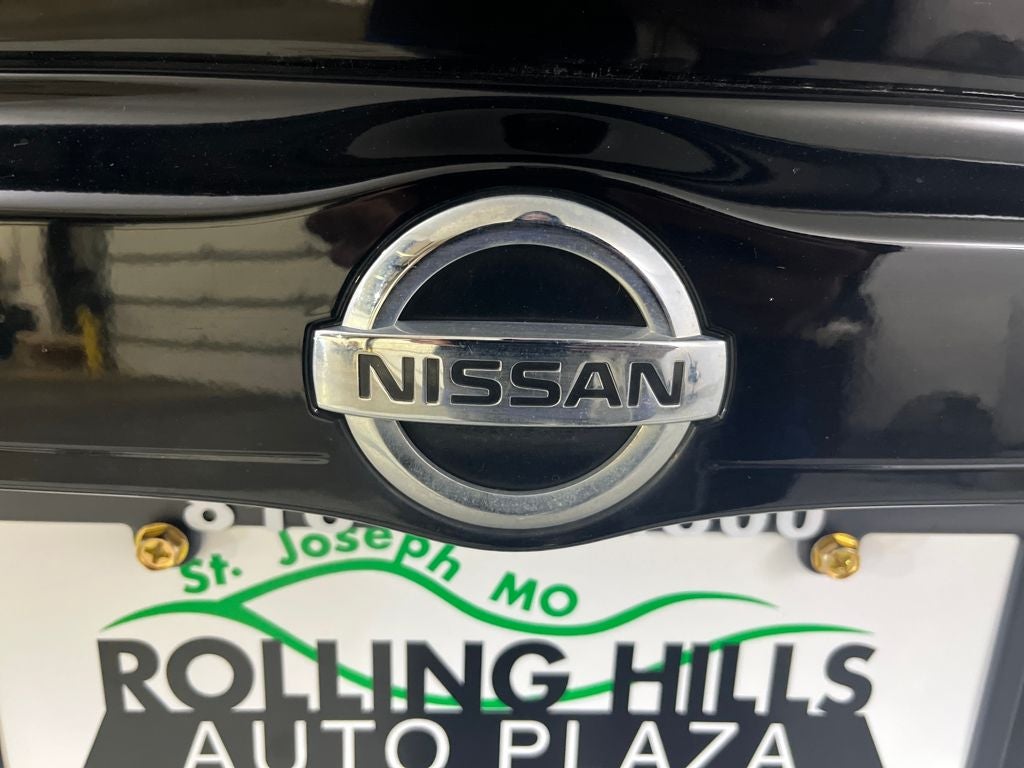 NISSAN
St. Joseph MO
ROLLING HILLS
AUTO PLAZA